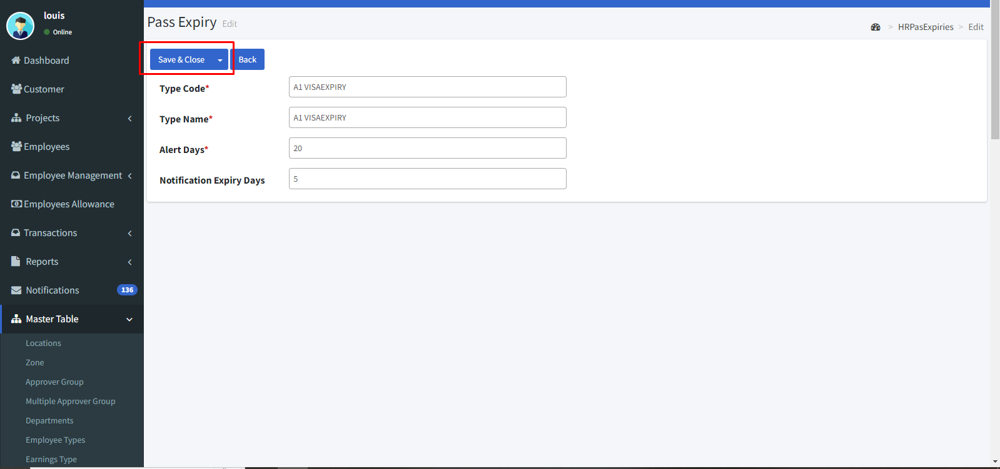 louis
Online
Dashboard
Customer
Projects
Employees
Employee Management
Employees Allowance
Transactions
Reports
Notifications 136
Master Table
Locations
Zone
Approver Group
Multiple Approver Group
Departments
Employee Types
Earnings Type
Pass Expiry Edit
> HRPasExpiries > Edit
Save & Close Back
Type Code* A1 VISAEXPIRY
Type Name* A1 VISAEXPIRY
Alert Days* 20
Notification Expiry Days 5